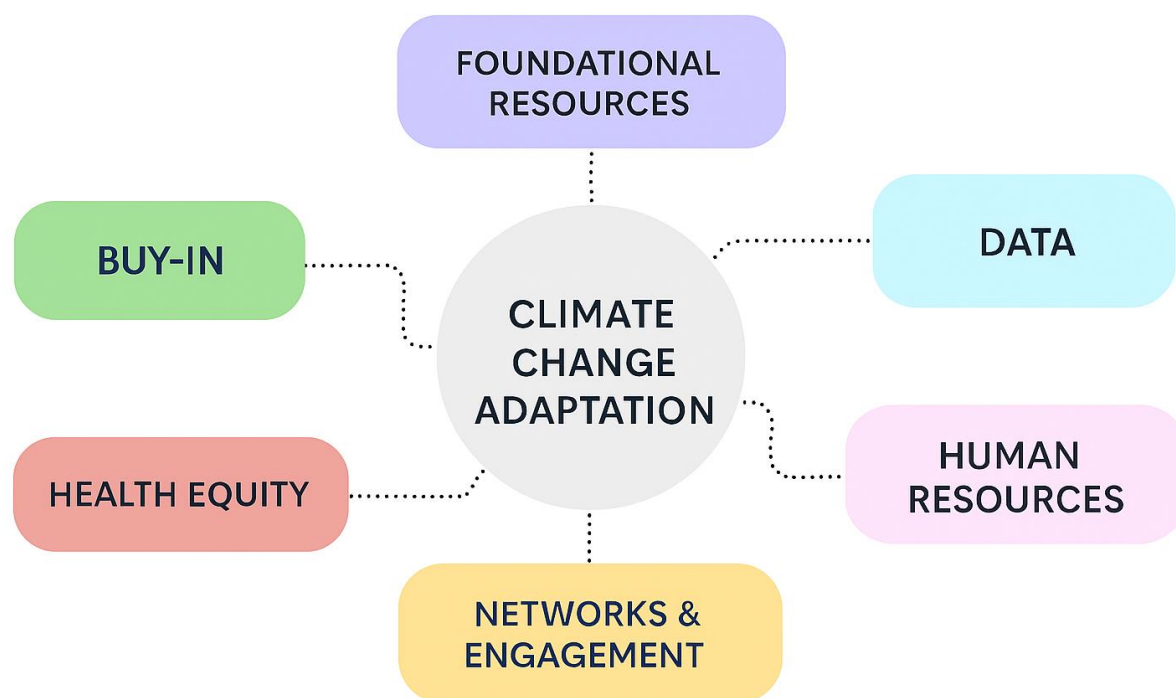 FOUNDATIONAL
RESOURCES
BUY-IN
DATA
CLIMATE
CHANGE
ADAPTATION
HEALTH EQUITY
HUMAN
RESOURCES
NETWORKS &
ENGAGEMENT